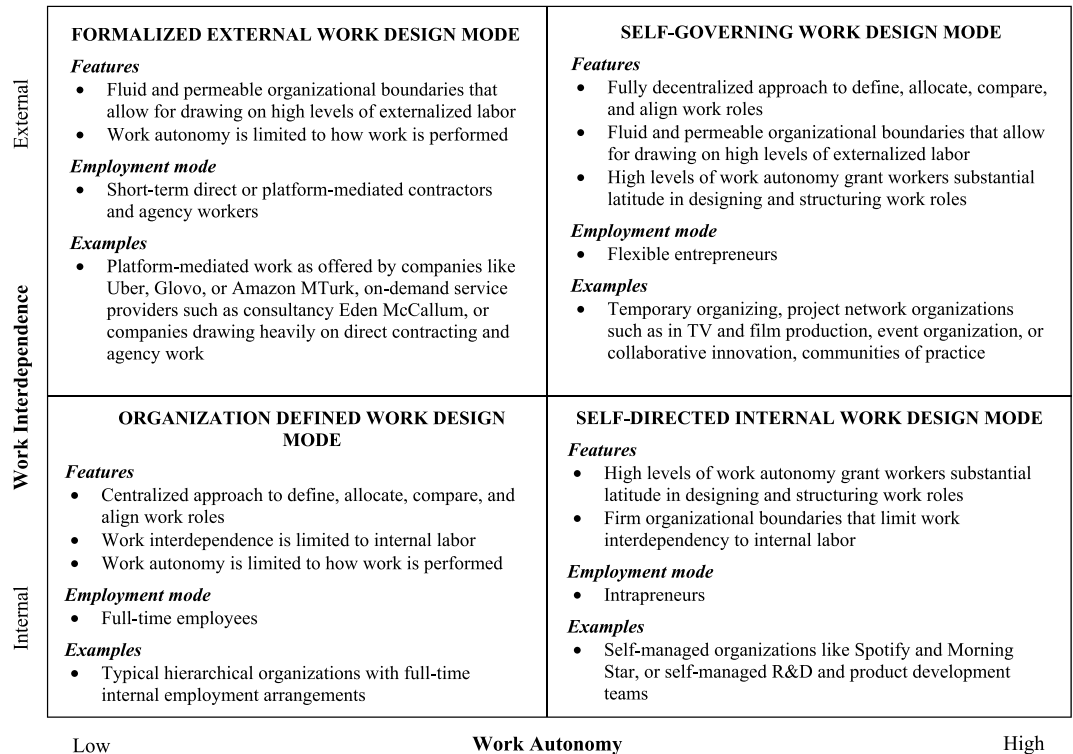 FORMALIZED EXTERNAL WORK DESIGN MODE
Features
• Fluid and permeable organizational boundaries that
allow for drawing on high levels of externalized labor
• Work autonomy is limited to how work is performed
Employment mode
• Short-term direct or platform-mediated contractors
and agency workers
Examples
• Platform-mediated work as offered by companies like
Uber, Glovo, or Amazon MTurk, on-demand service
providers such as consultancy Eden McCallum, or
companies drawing heavily on direct contracting and
agency work
SELF-GOVERNING WORK DESIGN MODE
Features
• Fully decentralized approach to define, allocate, compare,
and align work roles
• Fluid and permeable organizational boundaries that allow
for drawing on high levels of externalized labor
• High levels of work autonomy grant workers substantial
latitude in designing and structuring work roles
Employment mode
• Flexible entrepreneurs
Examples
• Temporary organizing, project network organizations
such as in TV and film production, event organization, or
collaborative innovation, communities of practice
ORGANIZATION DEFINED WORK DESIGN
MODE
Features
• Centralized approach to define, allocate, compare, and
align work roles
• Work interdependence is limited to internal labor
• Work autonomy is limited to how work is performed
Employment mode
• Full-time employees
Examples
• Typical hierarchical organizations with full-time
internal employment arrangements
SELF-DIRECTED INTERNAL WORK DESIGN MODE
Features
• High levels of work autonomy grant workers substantial
latitude in designing and structuring work roles
• Firm organizational boundaries that limit work
interdependency to internal labor
Employment mode
• Intrapreneurs
Examples
• Self-managed organizations like Spotify and Morning
Star, or self-managed R&D and product development
teams
External
Work Interdependence
Internal
Low
Work Autonomy
High